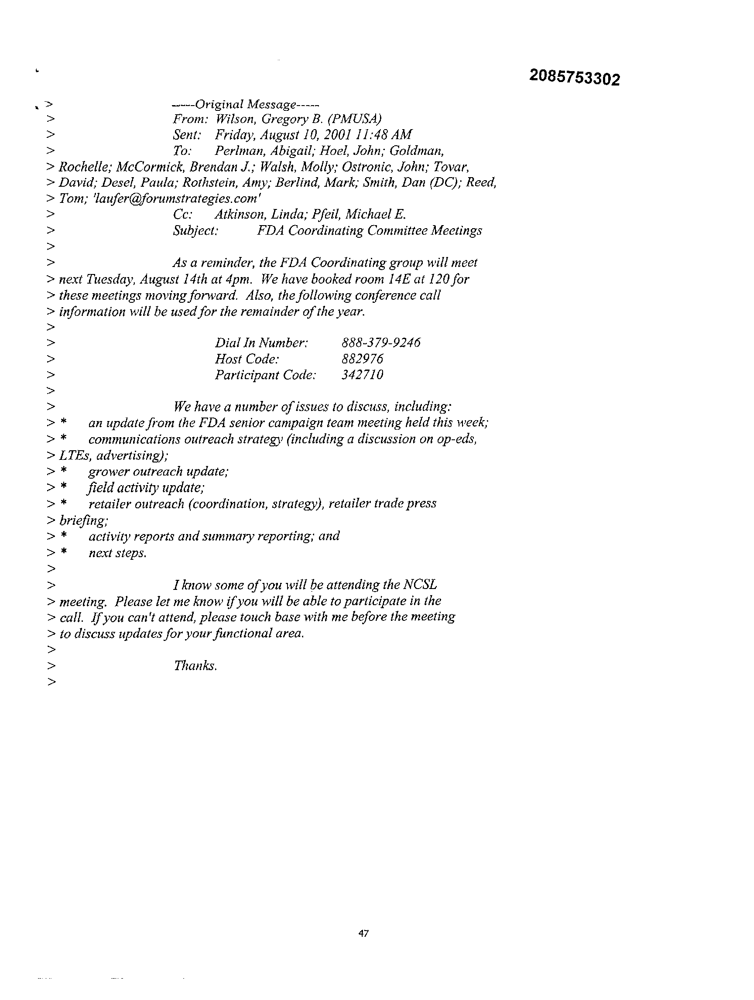 2085753302
> -----Original Message-----
> From: Wilson, Gregory B. (PMUSA)
> Sent: Friday, August 10, 2001 11:48 AM
> To: Perlman, Abigail; Hoel, John; Goldman,
> Rochelle; McCormick, Brendan J.; Walsh, Molly; Ostronic, John; Tovar,
> David; Desel, Paula; Rothstein, Amy; Berlind, Mark; Smith, Dan (DC); Reed,
> Tom; 'laufer@forumstrategies.com'
> Cc: Atkinson, Linda; Pfeil, Michael E.
> Subject: FDA Coordinating Committee Meetings
>
> As a reminder, the FDA Coordinating group will meet
> next Tuesday, August 14th at 4pm. We have booked room 14E at 120 for
> these meetings moving forward. Also, the following conference call
> information will be used for the remainder of the year.
>
> Dial In Number: 888-379-9246
> Host Code: 882976
> Participant Code: 342710
>
> We have a number of issues to discuss, including:
> * an update from the FDA senior campaign team meeting held this week;
> * communications outreach strategy (including a discussion on op-eds,
> LTEs, advertising);
> * grower outreach update;
> * field activity update;
> * retailer outreach (coordination, strategy), retailer trade press
> briefing;
> * activity reports and summary reporting; and
> * next steps.
>
> I know some of you will be attending the NCSL
> meeting. Please let me know if you will be able to participate in the
> call. If you can't attend, please touch base with me before the meeting
> to discuss updates for your functional area.
>
> Thanks.
>
47